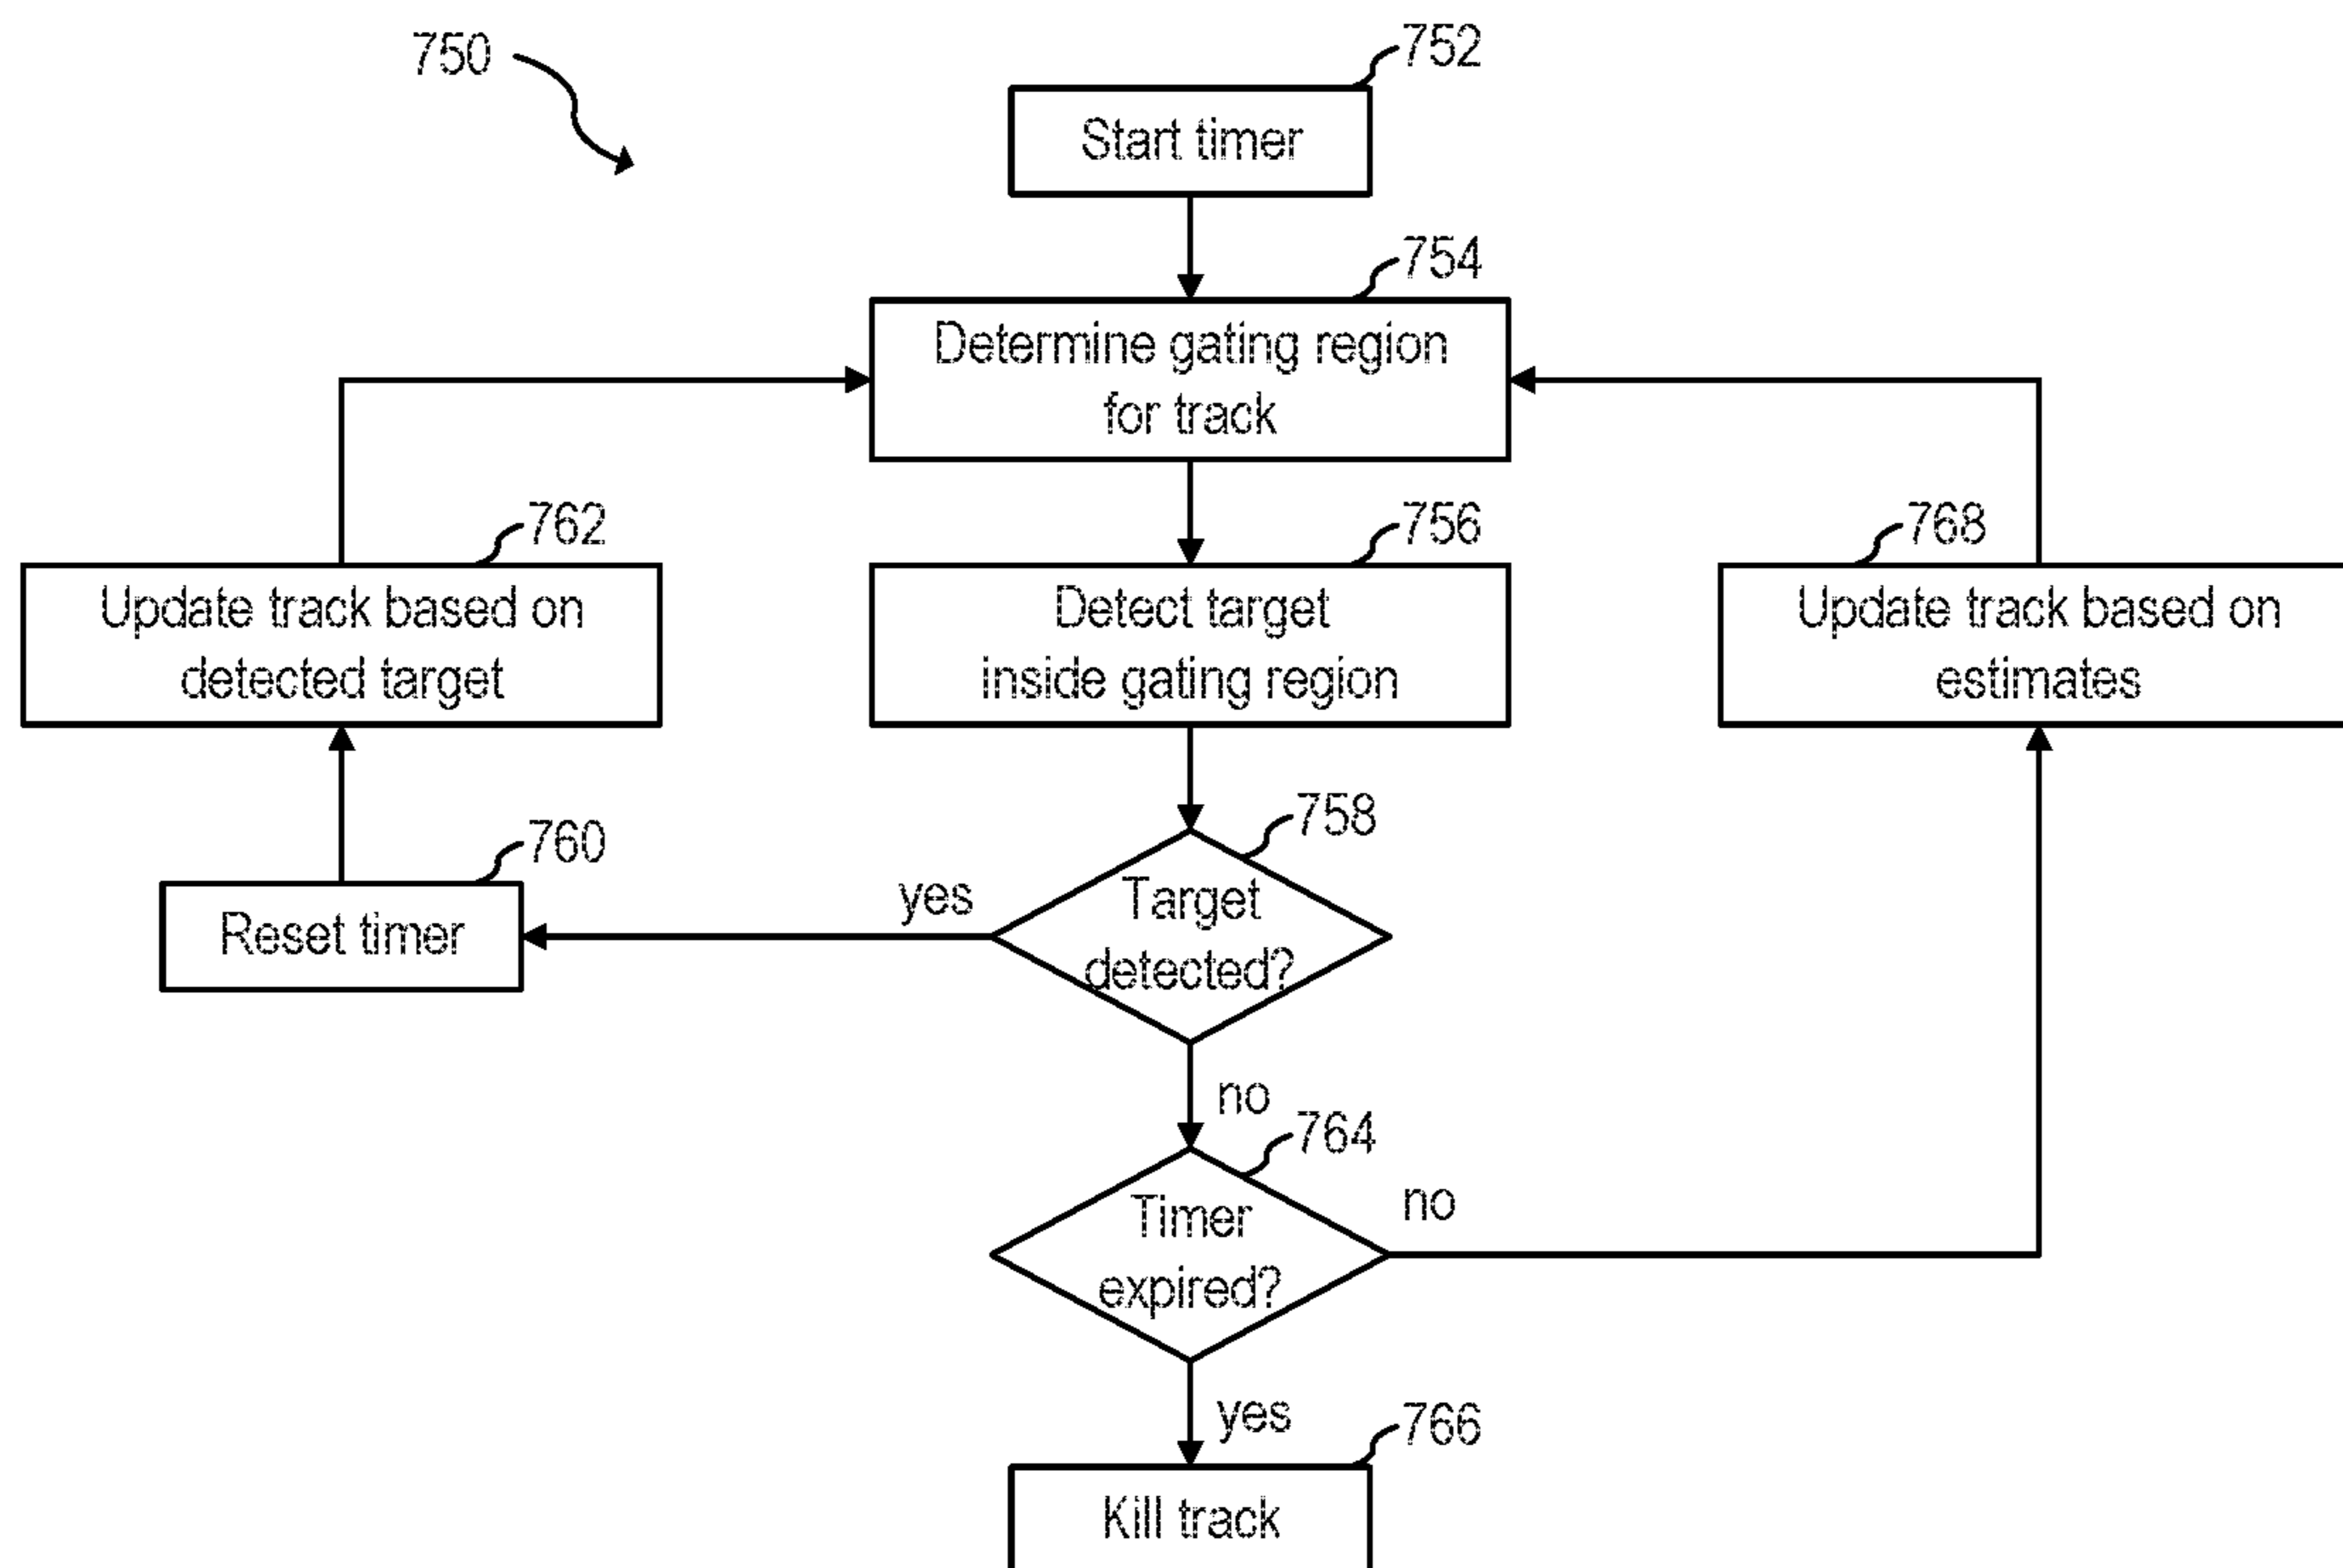 750
752
Start timer
754
Determine gating region
for track
762
Update track based on
detected target
756
Detect target
inside gating region
768
Update track based on
estimates
758
Target
detected?
yes
760
Reset timer
no
764
Timer
expired?
no
yes
766
Kill track